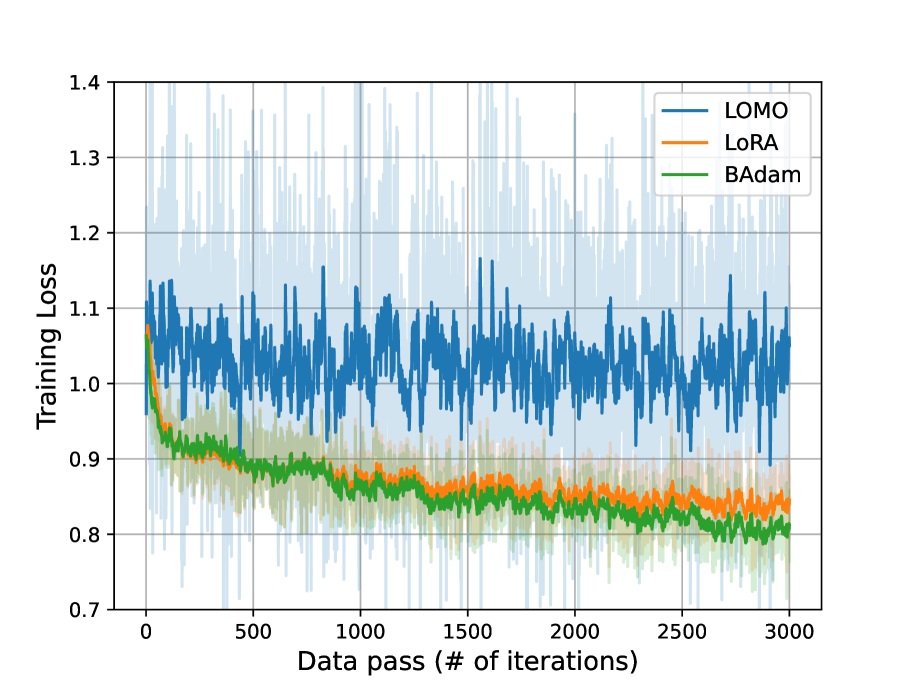 1.4
1.3
1.2
1.1
1.0
0.9
0.8
0.7
Training Loss
LOMO
LoRA
BAdam
0 500 1000 1500 2000 2500 3000
Data pass (# of iterations)